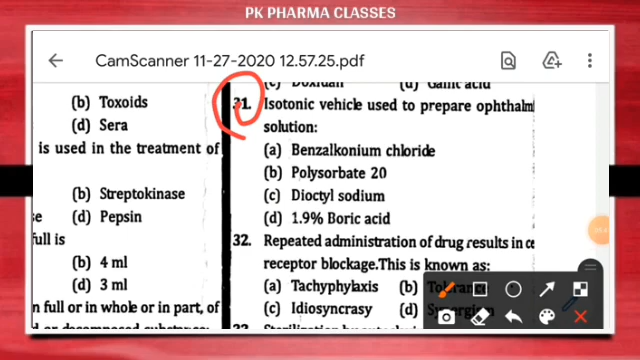 PK PHARMA CLASSES
CamScanner 11-27-2020 12.57.25.pdf
(b) Toxoids
(d) Sera
is used in the treatment of
(b) Streptokinase
(d) Pepsin
full is
(b) 4 ml
(d) 3 ml
n full or in whole or in part, of
(d) Gallic acid
31. Isotonic vehicle used to prepare ophthalm
solution:
(a) Benzalkonium chloride
(b) Polysorbate 20
(c) Dioctyl sodium
(d) 1.9% Boric acid
32. Repeated administration of drug results in ce
receptor blockage.This is known as:
(a) Tachyphylaxis (b) Tolerance
(c) Idiosyncrasy (d) Synergism